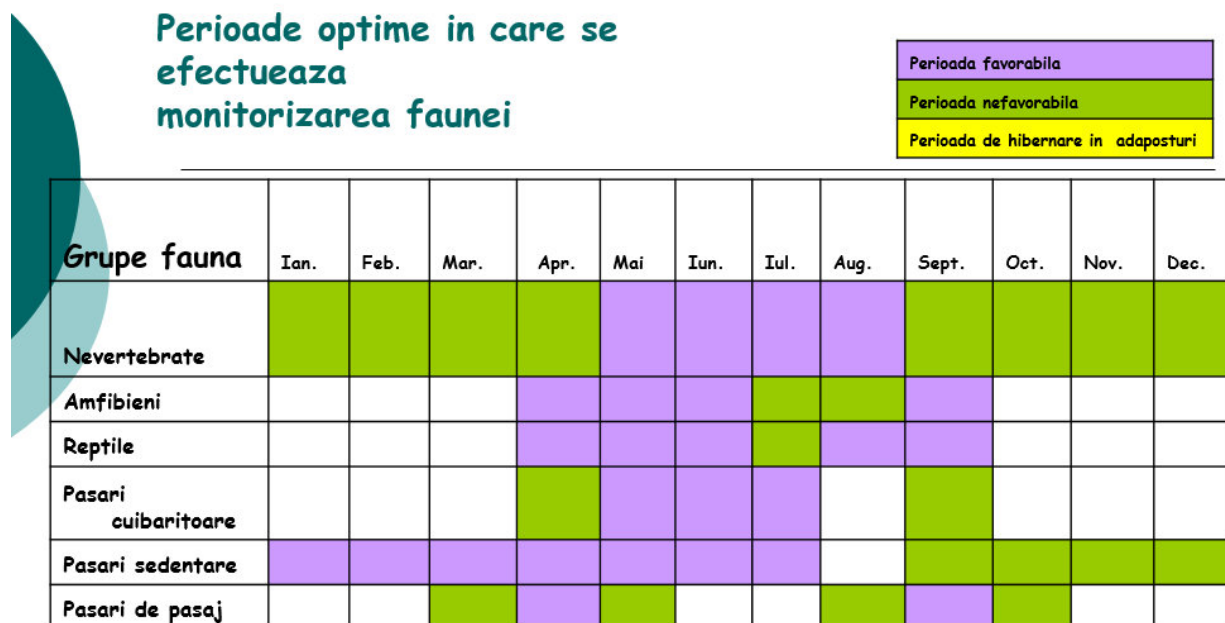 Perioade optime in care se
efectueaza
monitorizarea faunei
Perioada favorabila
Perioada nefavorabila
Perioada de hibernare in adaposturi
Grupe fauna Ian. Feb. Mar. Apr. Mai Iun. Iul. Aug. Sept. Oct. Nov. Dec.
Nevertebrate
Amfibieni
Reptile
Pasari
cuibaritoare
Pasari sedentare
Pasari de pasaj